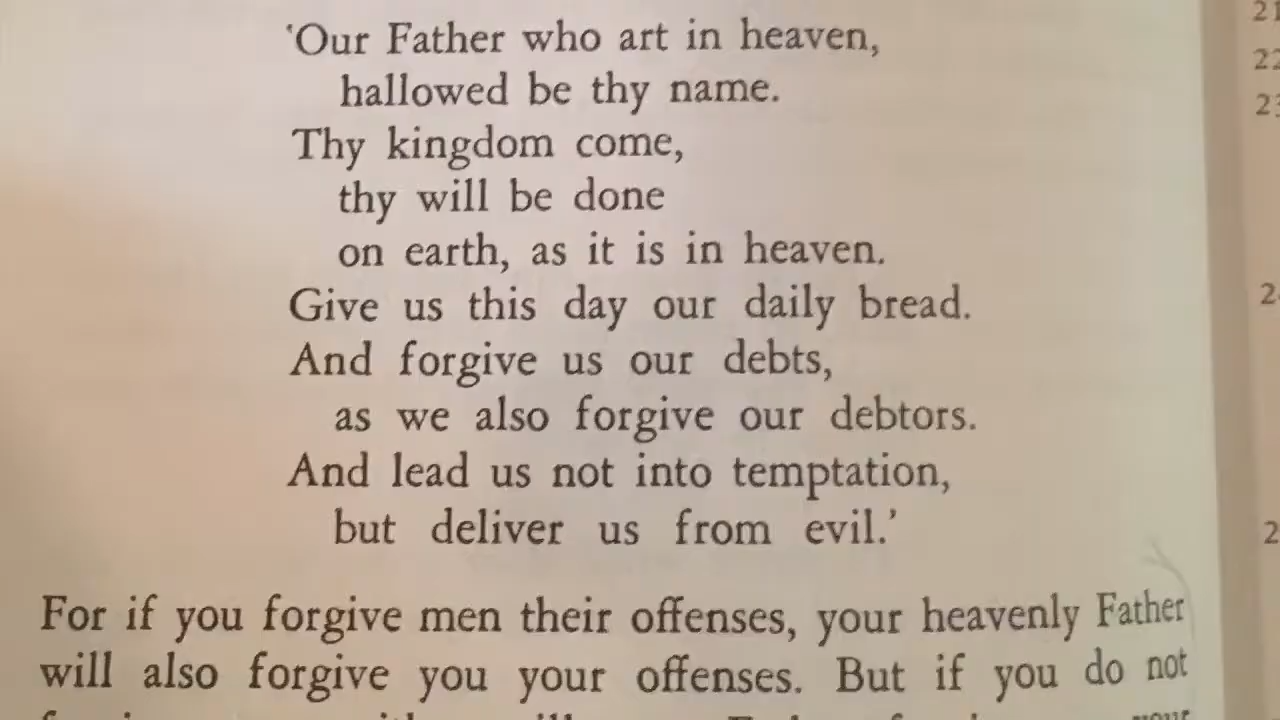 ‘Our Father who art in heaven,
hallowed be thy name.
Thy kingdom come,
thy will be done
on earth, as it is in heaven.
Give us this day our daily bread.
And forgive us our debts,
as we also forgive our debtors.
And lead us not into temptation,
but deliver us from evil.’
For if you forgive men their offenses, your heavenly Father
will also forgive you your offenses. But if you do not